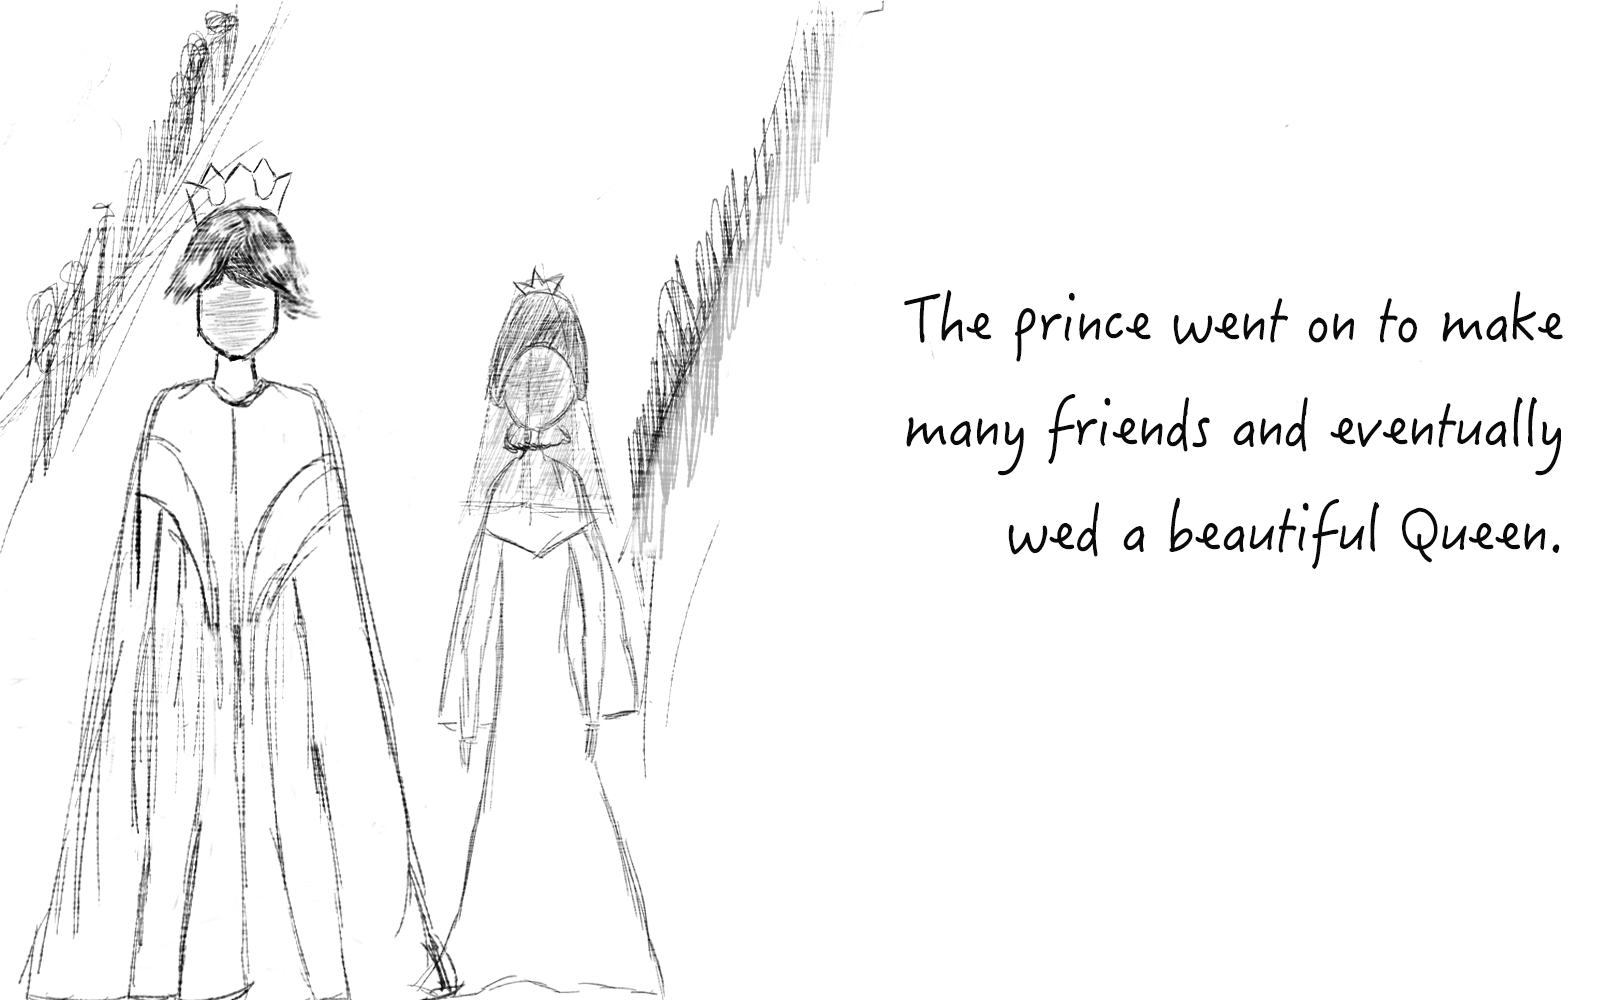 The prince went on to make
many friends and eventually
wed a beautiful Queen.